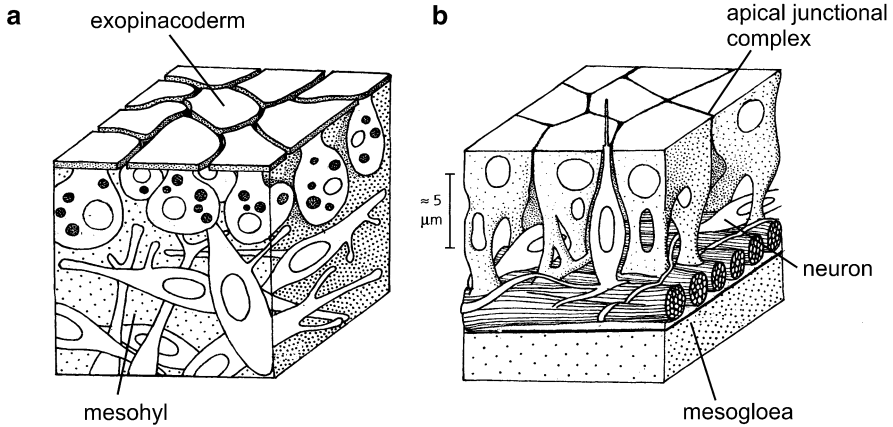 a
exopinacoderm
mesohyl
b
apical junctional
complex
≈ 5
μm
neuron
mesogloea